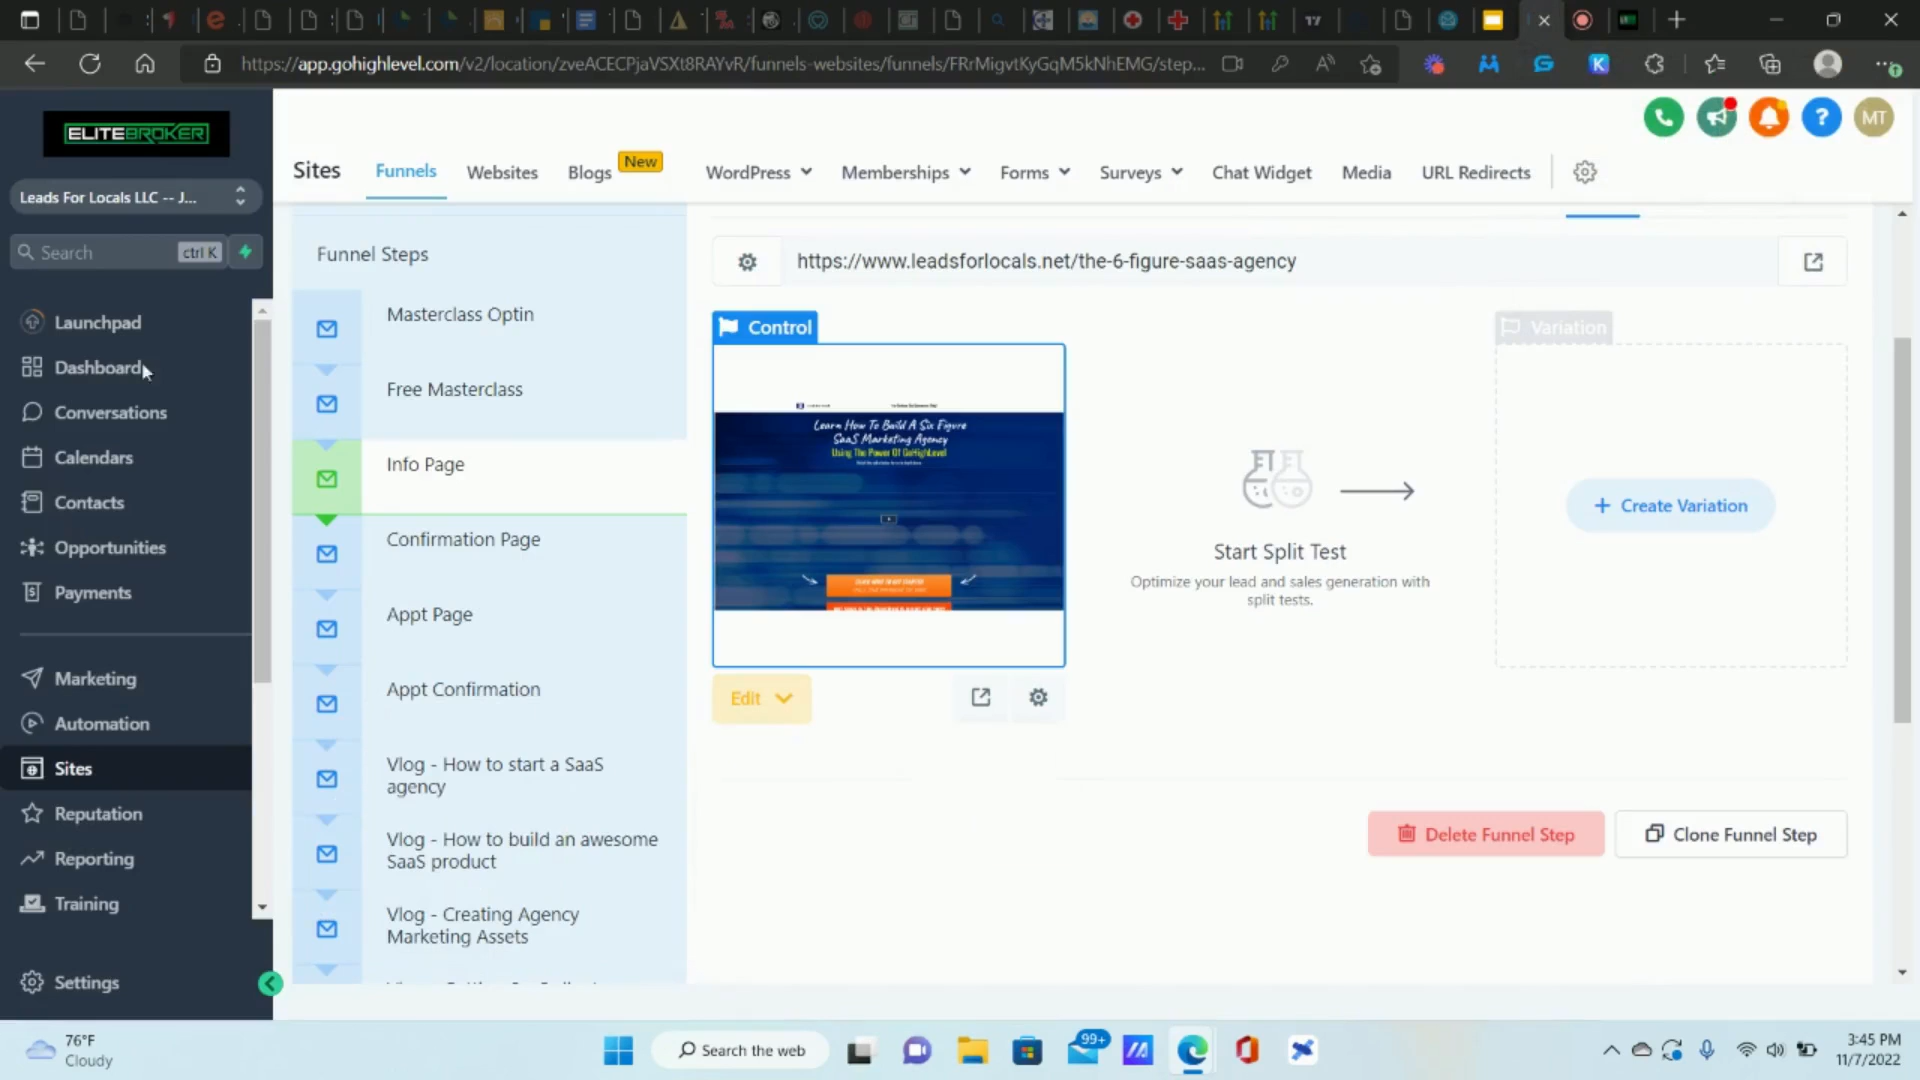 https://app.gohighlevel.com/v2/location/zveACECPjaVSXt8RAYvR/funnels-websites/funnels/FRrMigvtKyGqM5kNhEMG/step...
ELITEBROKER
Leads For Locals LLC -- J...
Search
ctrl K
Launchpad
Dashboard
Conversations
Calendars
Contacts
Opportunities
Payments
Marketing
Automation
Sites
Reputation
Reporting
Training
Settings
MT
Sites
Funnels
Websites
Blogs
New
WordPress
Memberships
Forms
Surveys
Chat Widget
Media
URL Redirects
Funnel Steps
Masterclass Optin
Free Masterclass
Info Page
Confirmation Page
Appt Page
Appt Confirmation
Vlog - How to start a SaaS
agency
Vlog - How to build an awesome
SaaS product
Vlog - Creating Agency
Marketing Assets
https://www.leadsforlocals.net/the-6-figure-saas-agency
Control
Learn How To Build A Six Figure
SaaS Marketing Agency
Using The Power Of GoHighLevel
Edit
Start Split Test
Optimize your lead and sales generation with
split tests.
Variation
+ Create Variation
Delete Funnel Step
Clone Funnel Step
76°F
Cloudy
Search the web
99+
3:45 PM
11/7/2022